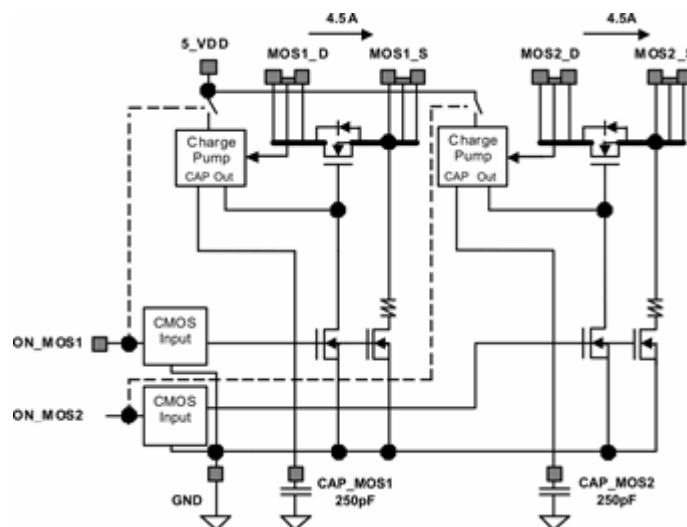 4.5A
4.5A
5_VDD
MOS1_D
MOS1_S
MOS2_D
MOS2_S
Charge
Pump
CAP Out
Charge
Pump
CAP Out
ON_MOS1
CMOS
Input
ON_MOS2
CMOS
Input
GND
CAP_MOS1
250pF
CAP_MOS2
250pF